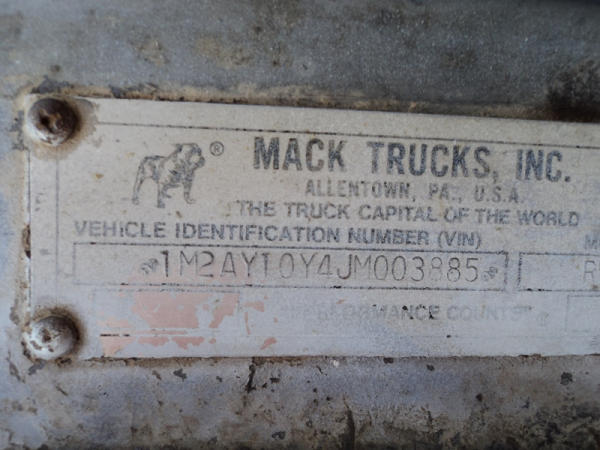 ® MACK TRUCKS, INC.
ALLENTOWN, PA., U.S.A.
THE TRUCK CAPITAL OF THE WORLD
VEHICLE IDENTIFICATION NUMBER (VIN) M
1M2AY10Y4JM003885 R
"PERFORMANCE COUNTS"